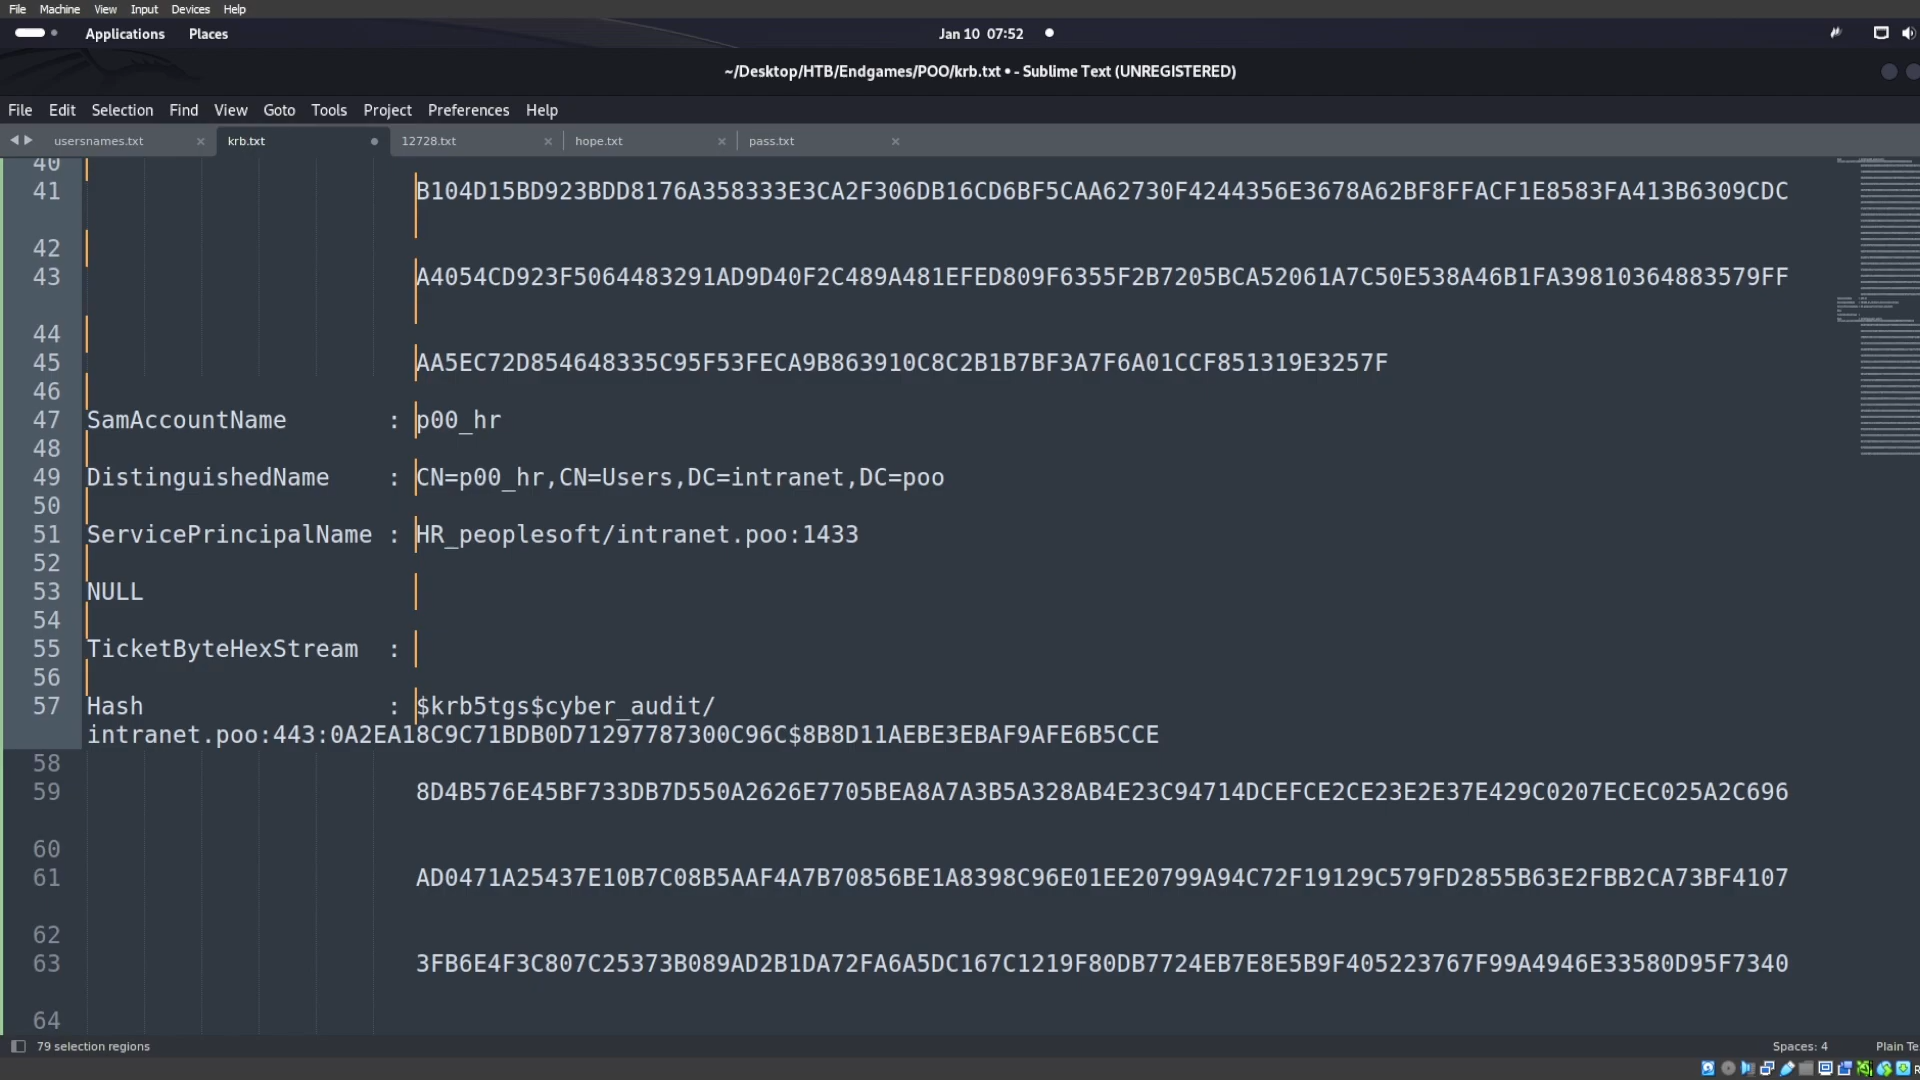 File Machine View Input Devices Help
Applications Places Jan 10 07:52
~/Desktop/HTB/Endgames/POO/krb.txt • - Sublime Text (UNREGISTERED)
File Edit Selection Find View Goto Tools Project Preferences Help
usersnames.txt × krb.txt 12728.txt × hope.txt × pass.txt ×
40
41 B104D15BD923BDD8176A358333E3CA2F306DB16CD6BF5CAA62730F4244356E3678A62BF8FFACF1E8583FA413B6309CDC
42
43 A4054CD923F5064483291AD9D40F2C489A481EFED809F6355F2B7205BCA52061A7C50E538A46B1FA39810364883579FF
44
45 AA5EC72D854648335C95F53FECA9B863910C8C2B1B7BF3A7F6A01CCF851319E3257F
46
47 SamAccountName : p00_hr
48
49 DistinguishedName : CN=p00_hr,CN=Users,DC=intranet,DC=poo
50
51 ServicePrincipalName : HR_peoplesoft/intranet.poo:1433
52
53 NULL
54
55 TicketByteHexStream :
56
57 Hash : $krb5tgs$cyber_audit/
intranet.poo:443:0A2EA18C9C71BDB0D71297787300C96C$8B8D11AEBE3EBAF9AFE6B5CCE
58
59 8D4B576E45BF733DB7D550A2626E7705BEA8A7A3B5A328AB4E23C94714DCEFCE2CE23E2E37E429C0207ECEC025A2C696
60
61 AD0471A25437E10B7C08B5AAF4A7B70856BE1A8398C96E01EE20799A94C72F19129C579FD2855B63E2FBB2CA73BF4107
62
63 3FB6E4F3C807C25373B089AD2B1DA72FA6A5DC167C1219F80DB7724EB7E8E5B9F405223767F99A4946E33580D95F7340
64
79 selection regions Spaces: 4 Plain Te